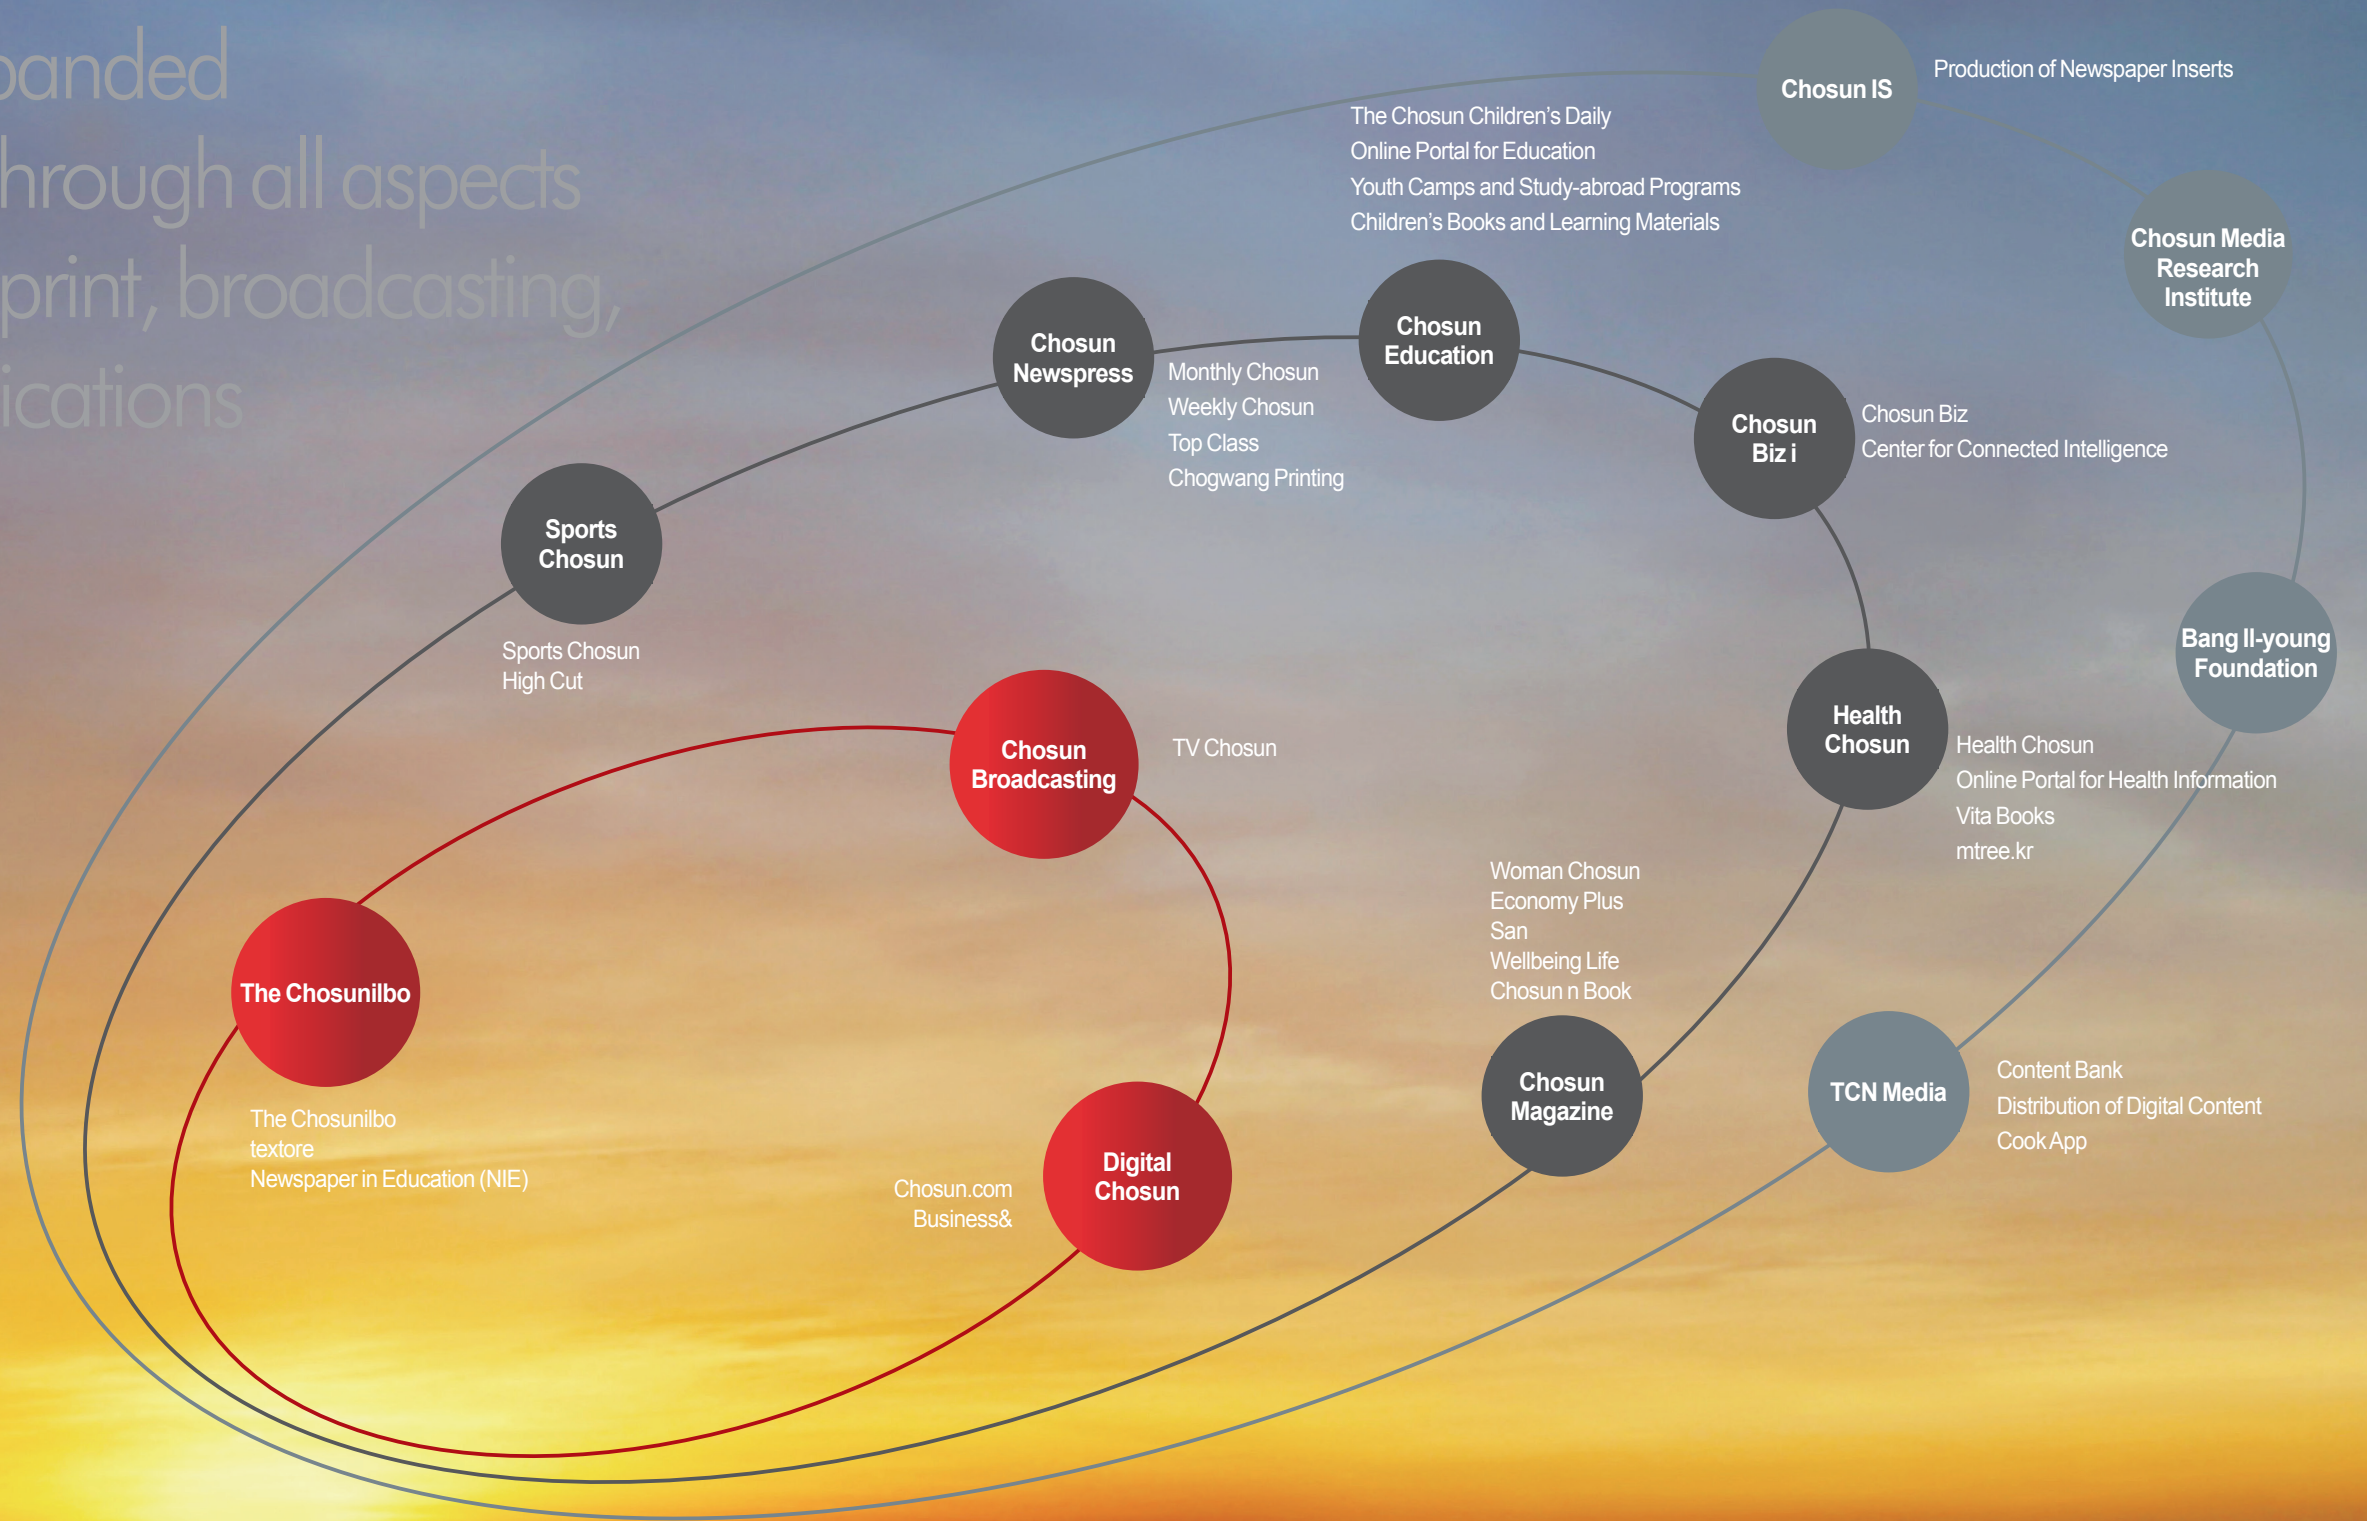 panded
hrough all aspects
print, broadcasting,
ications
Chosun IS
Production of Newspaper Inserts
The Chosun Children's Daily
Online Portal for Education
Youth Camps and Study-abroad Programs
Children's Books and Learning Materials
Chosun Media
Research
Institute
Chosun
Newspress
Monthly Chosun
Weekly Chosun
Top Class
Chogwang Printing
Chosun
Education
Chosun
Biz i
Chosun Biz
Center for Connected Intelligence
Sports
Chosun
Sports Chosun
High Cut
Bang Il-young
Foundation
Chosun
Broadcasting
TV Chosun
Health
Chosun
Health Chosun
Online Portal for Health Information
Vita Books
mtree.kr
Woman Chosun
Economy Plus
San
Wellbeing Life
Chosun n Book
Chosun
Magazine
The Chosunilbo
The Chosunilbo
textore
Newspaper in Education (NIE)
Digital
Chosun
Chosun.com
Business&
TCN Media
Content Bank
Distribution of Digital Content
Cook App